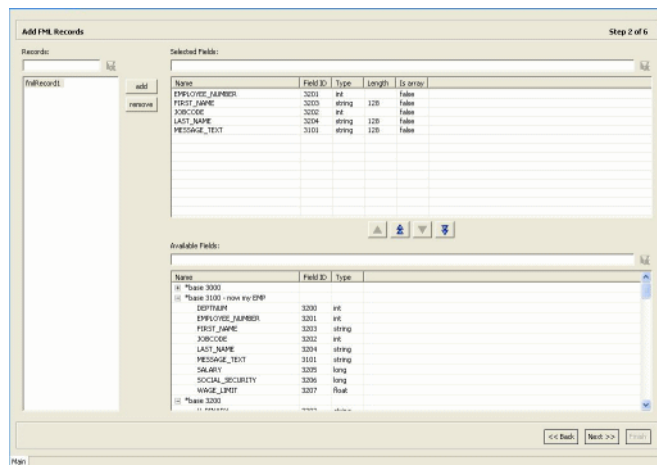 Add FML Records Step 2 of 6
Records: Selected Fields:
fmlRecord1
add
remove
Name Field ID Type Length Is array
EMPLOYEE_NUMBER 3201 int false
FIRST_NAME 3203 string 128 false
JOBCODE 3202 int false
LAST_NAME 3204 string 128 false
MESSAGE_TEXT 3101 string 128 false
Available Fields:
Name Field ID Type
*base 3000
*base 3100 - now my EMP
DEPTNUM 3200 int
EMPLOYEE_NUMBER 3201 int
FIRST_NAME 3203 string
JOBCODE 3202 int
LAST_NAME 3204 string
MESSAGE_TEXT 3101 string
SALARY 3205 long
SOCIAL_SECURITY 3206 long
WAGE_LIMIT 3207 float
*base 3200
<< Back Next >> Finish
Main